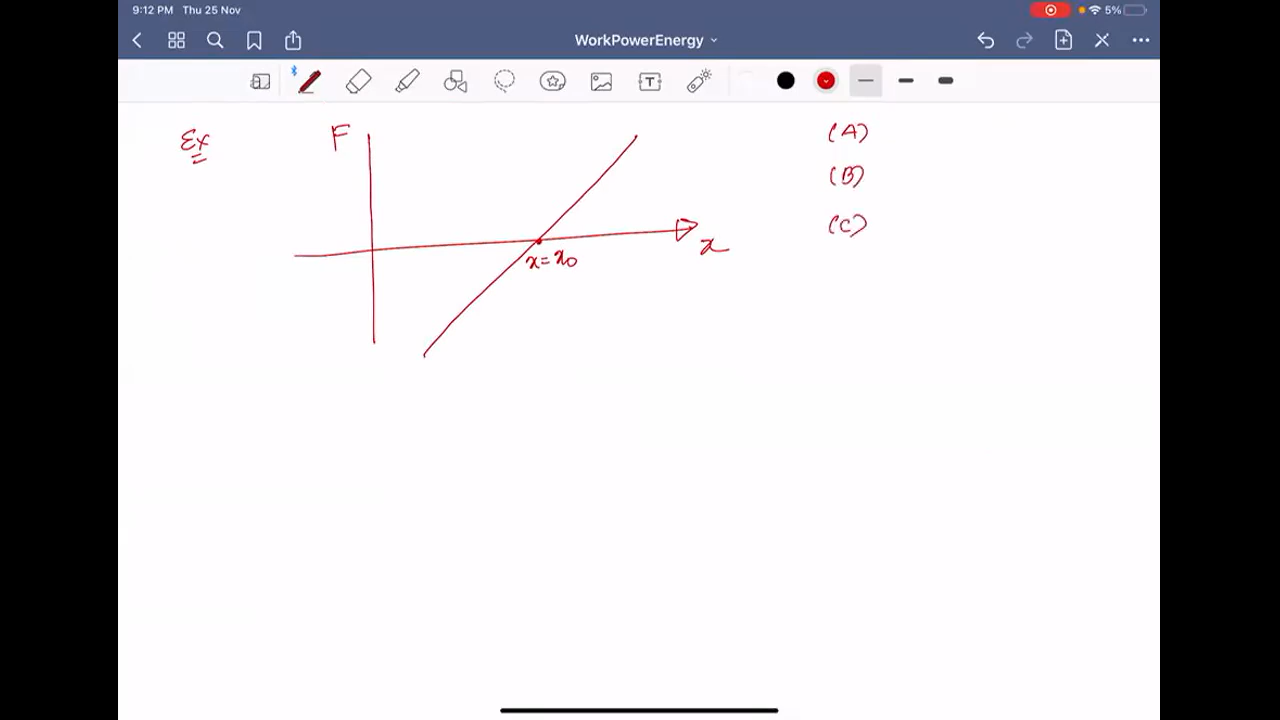 9:12 PM Thu 25 Nov
5%
WorkPowerEnergy
T
Ex
F
x=x0
x
(A)
(B)
(C)